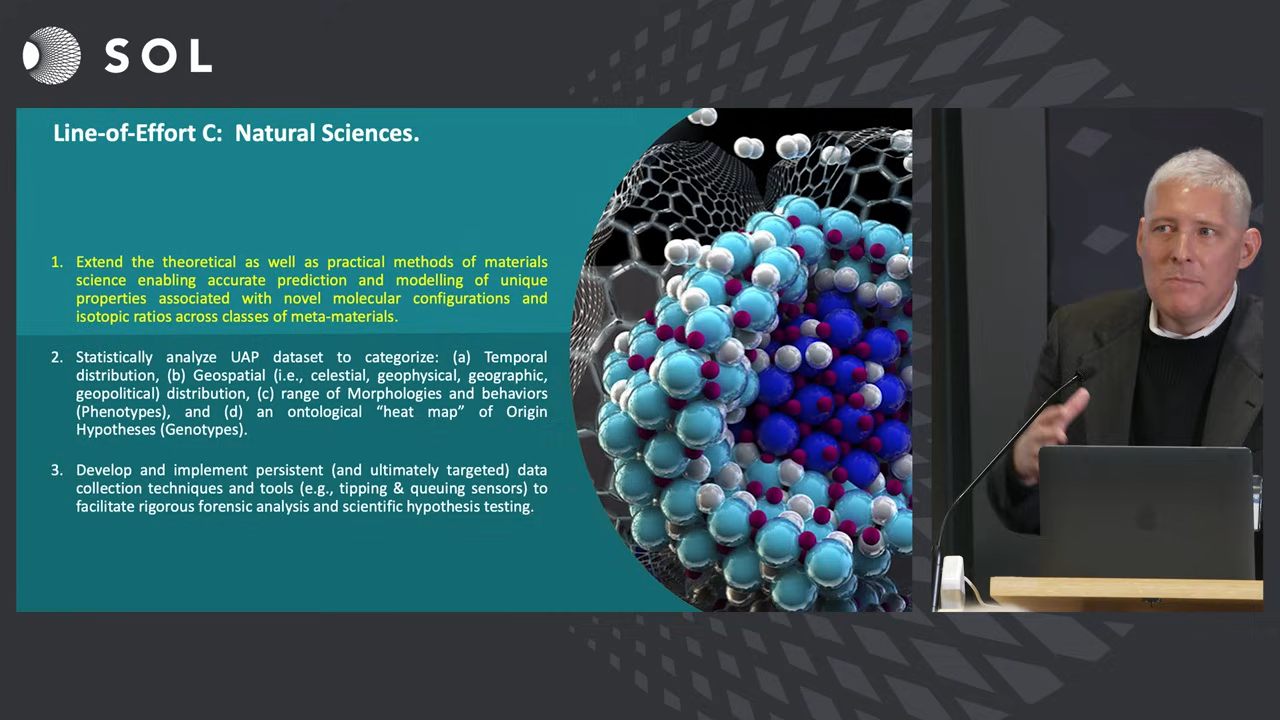 SOL
Line-of-Effort C: Natural Sciences.
1. Extend the theoretical as well as practical methods of materials
science enabling accurate prediction and modelling of unique
properties associated with novel molecular configurations and
isotopic ratios across classes of meta-materials.
2. Statistically analyze UAP dataset to categorize: (a) Temporal
distribution, (b) Geospatial (i.e., celestial, geophysical, geographic,
geopolitical) distribution, (c) range of Morphologies and behaviors
(Phenotypes), and (d) an ontological “heat map” of Origin
Hypotheses (Genotypes).
3. Develop and implement persistent (and ultimately targeted) data
collection techniques and tools (e.g., tipping & queuing sensors) to
facilitate rigorous forensic analysis and scientific hypothesis testing.